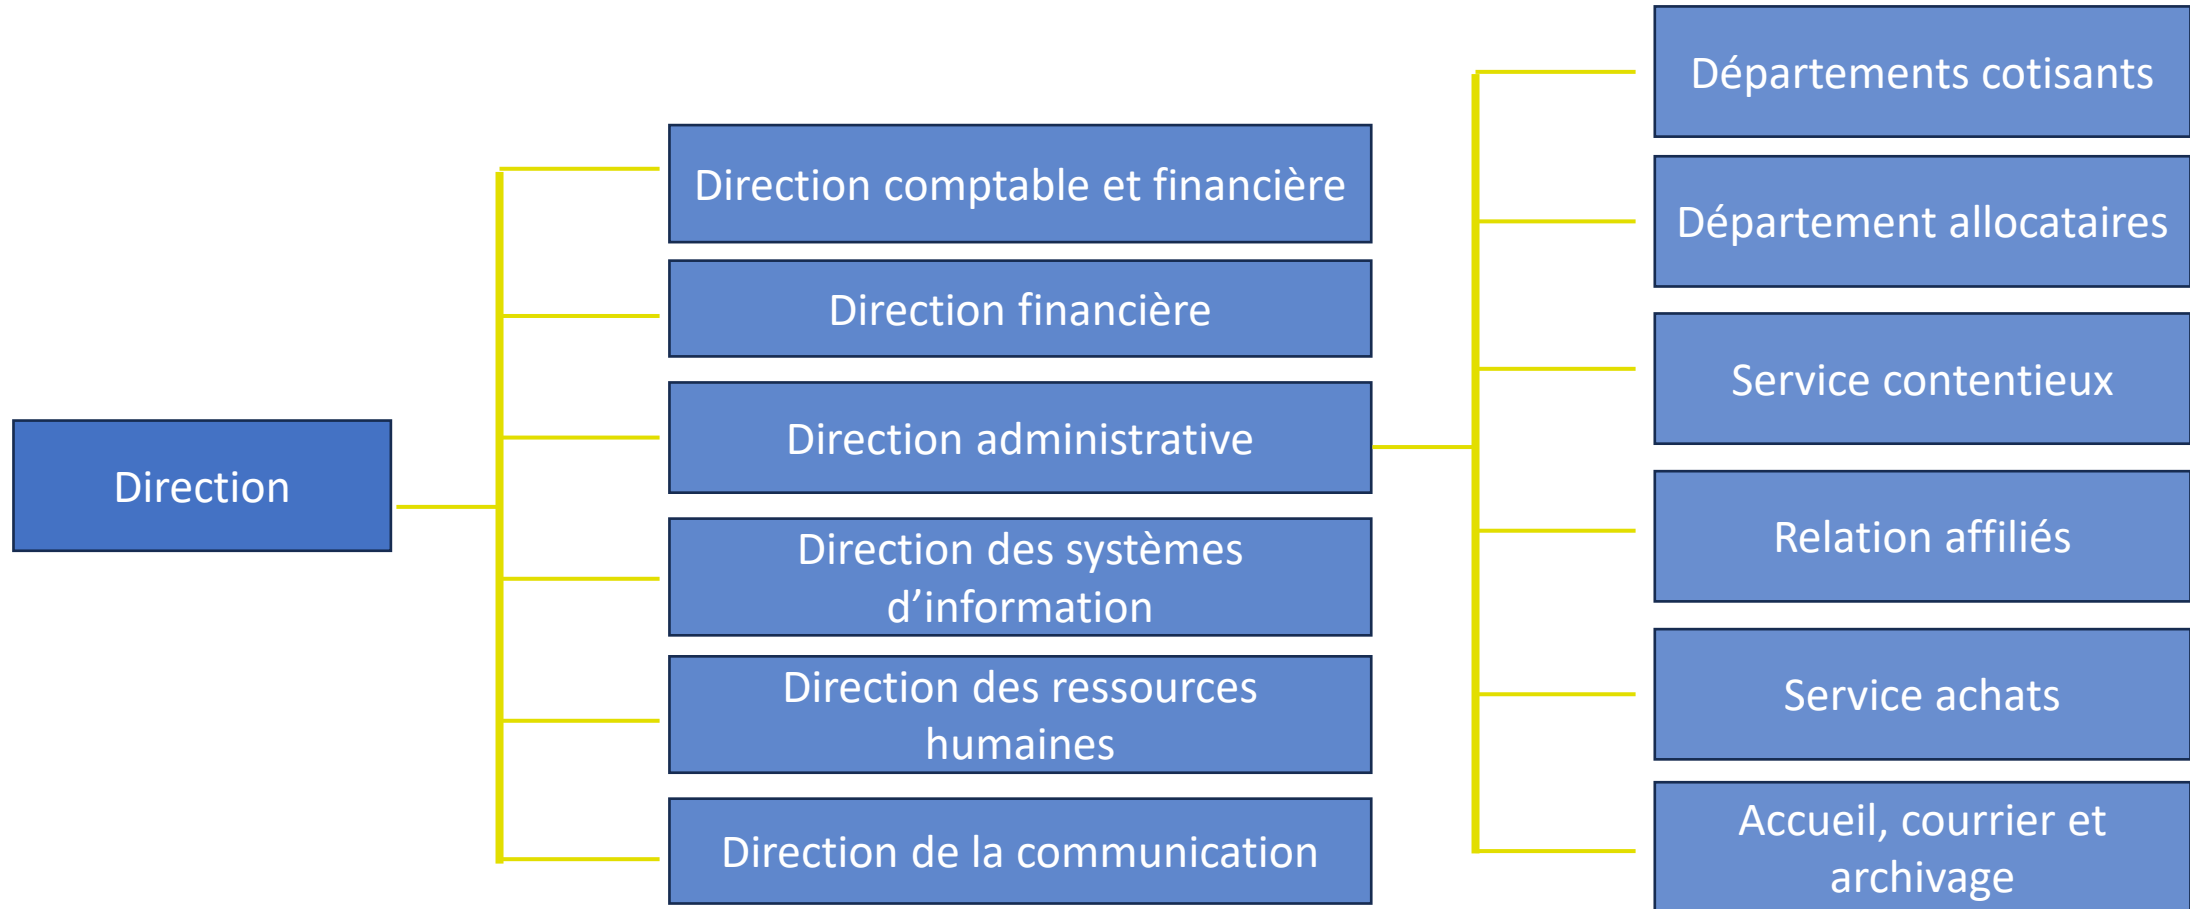 Direction
Direction comptable et financière
Direction financière
Direction administrative
Direction des systèmes
d’information
Direction des ressources
humaines
Direction de la communication
Départements cotisants
Département allocataires
Service contentieux
Relation affiliés
Service achats
Accueil, courrier et
archivage